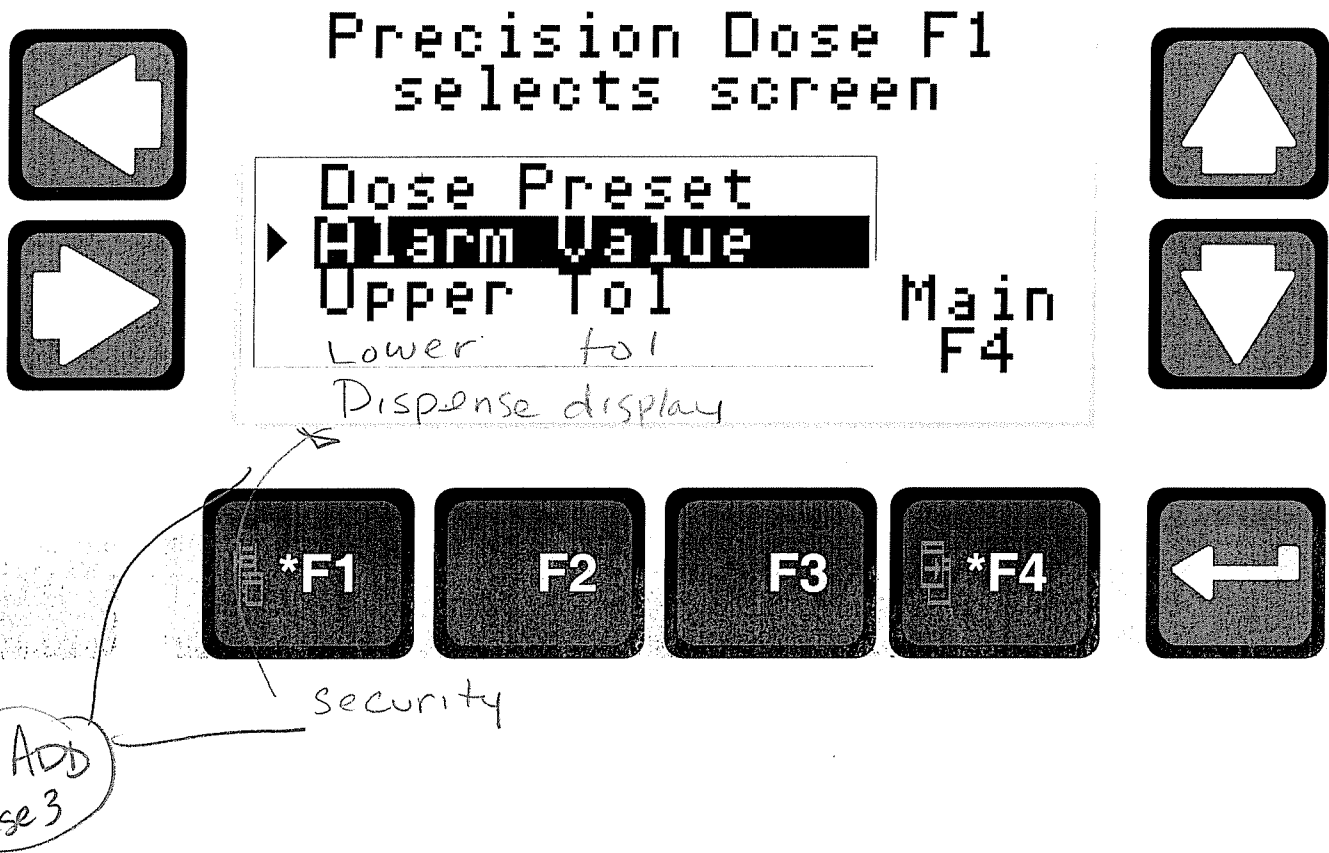 Precision Dose F1
selects screen
Dose Preset
Alarm Value
Upper Tol
Lower tol
Dispense display
Main
F4
*F1
F2
F3
*F4
security
ADD